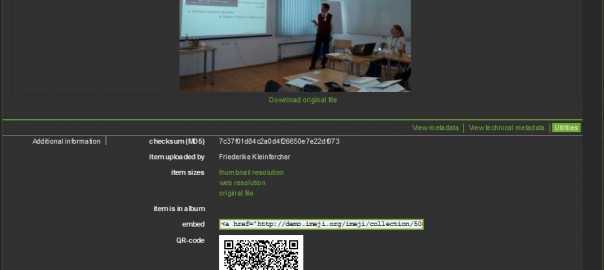 Download original file
View metadata | View technical metadata | Utilities
Additional information
checksum (MD5) 7c37f01d84c2a0d4f26650e7e22df073
item uploaded by Friederike Kleinfercher
item sizes thumbnail resolution
web resolution
original file
item is in album
embed <a href='http://demo.imeji.org/imeji/collection/50
QR-code